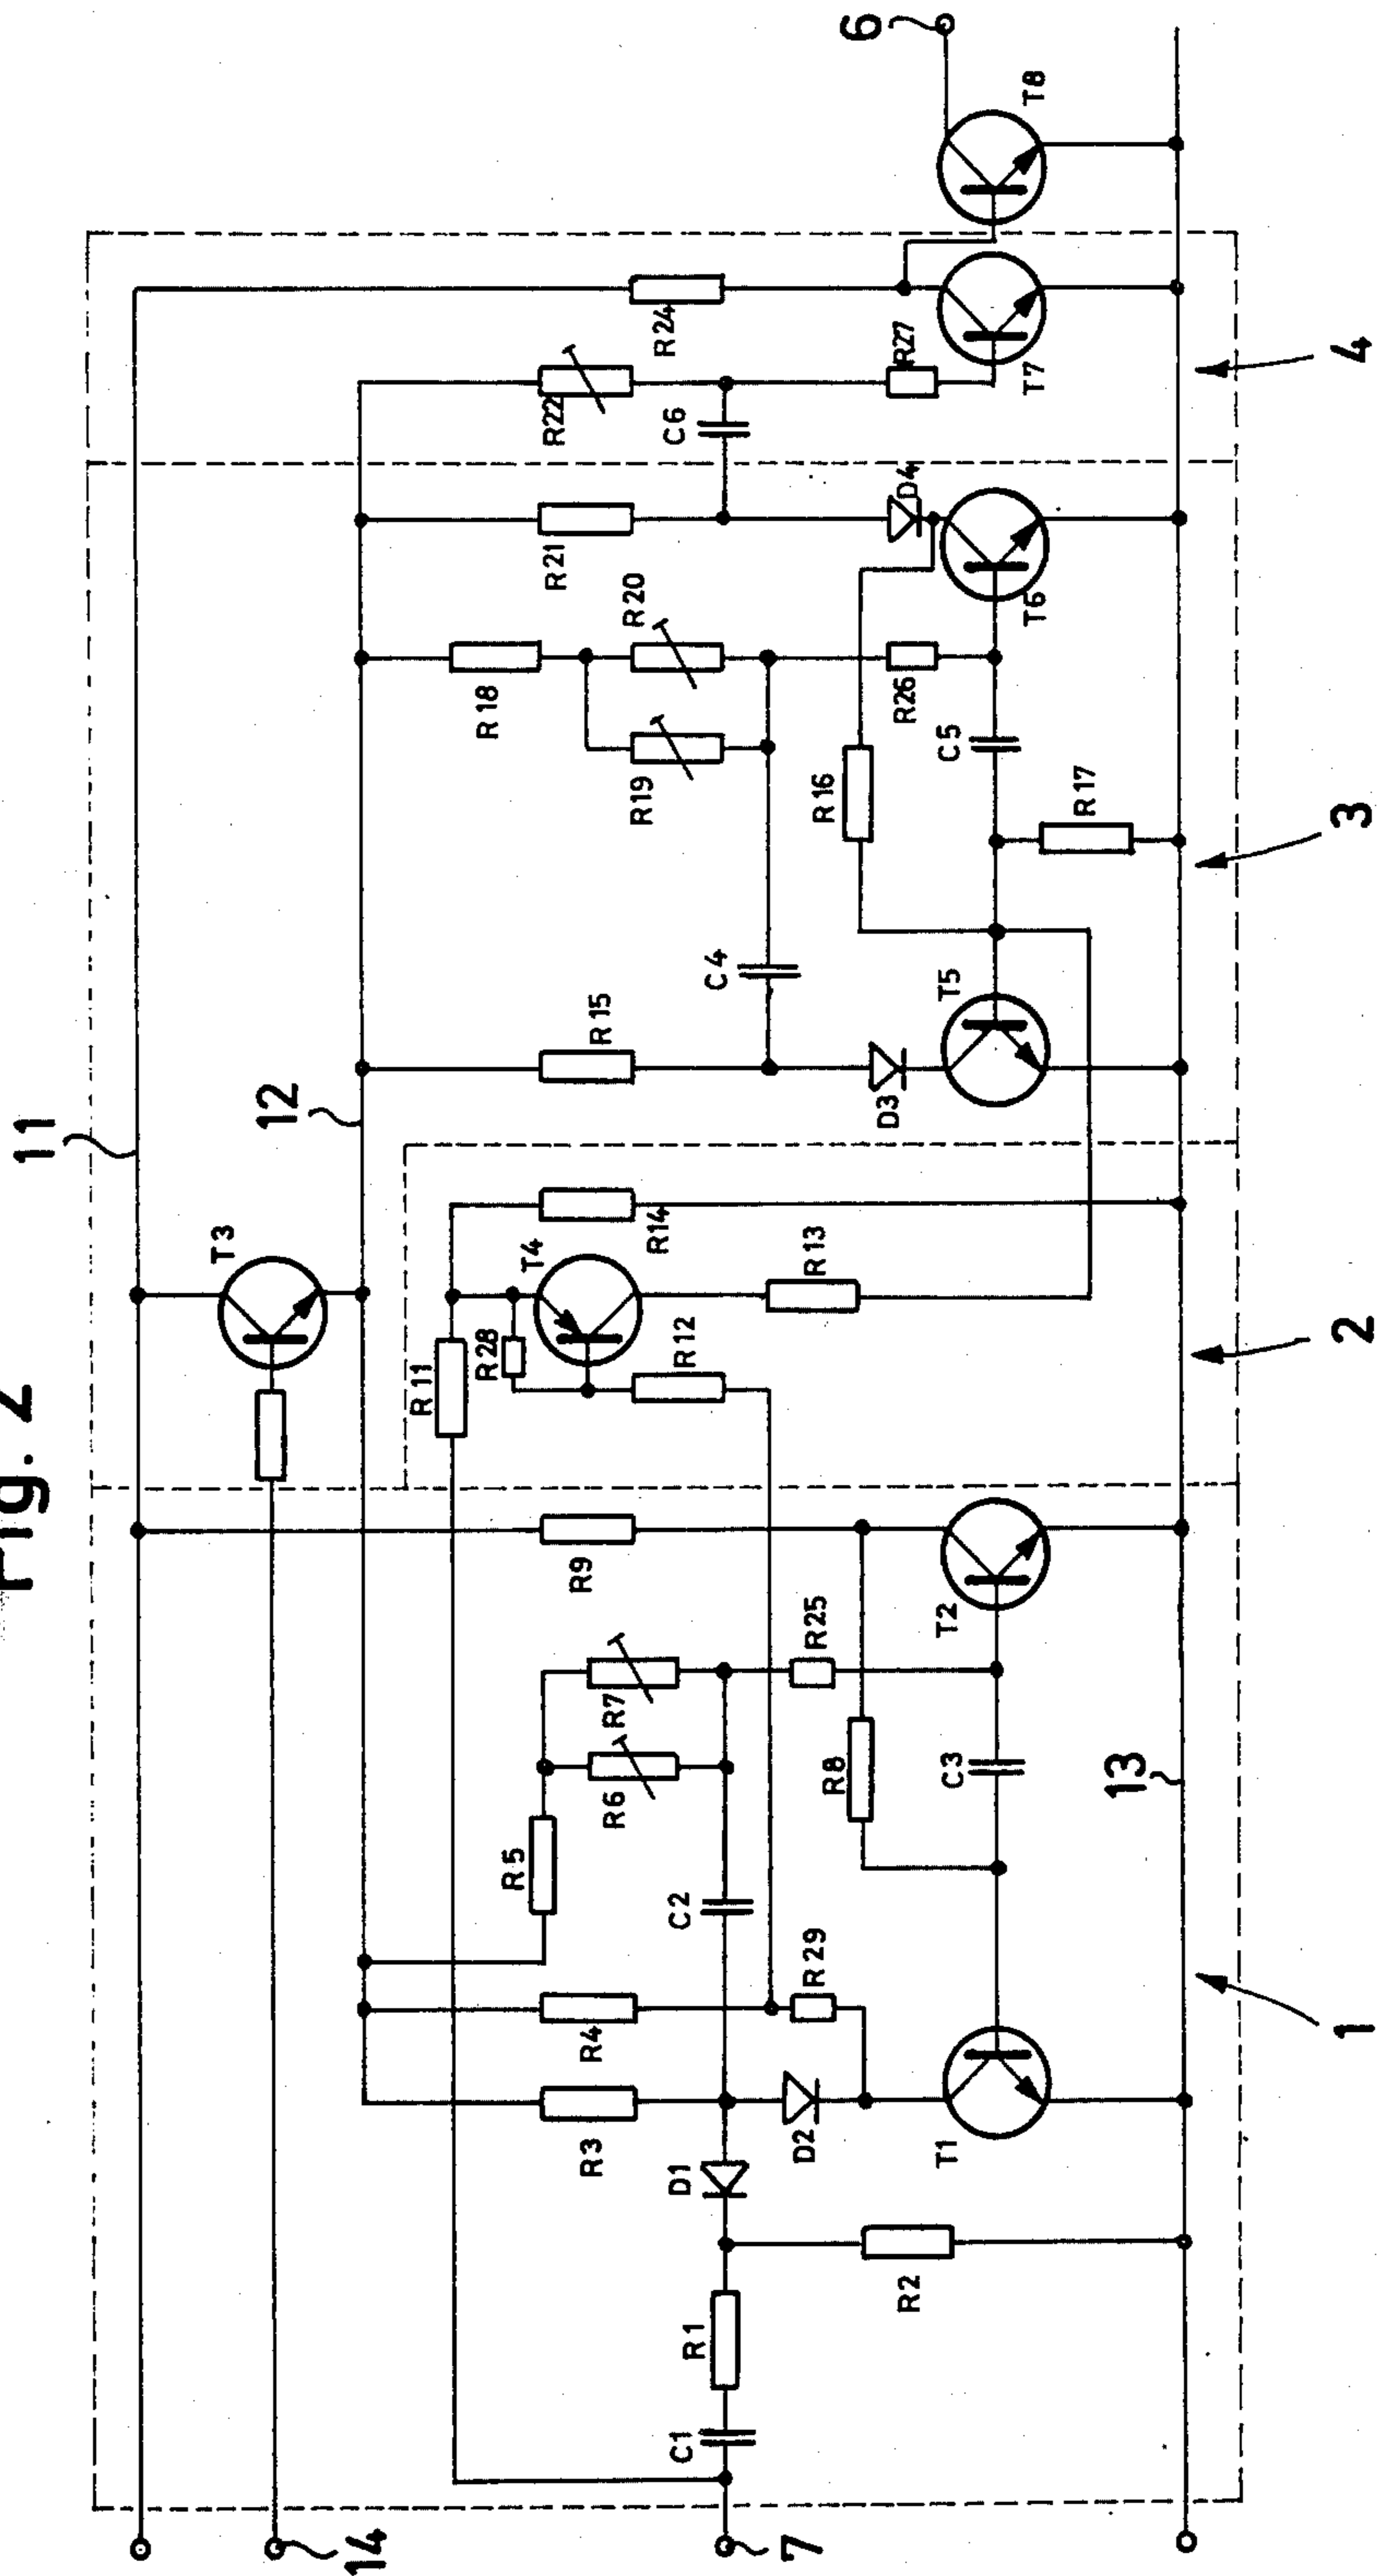 Fig. 2
11
12
T3
14
R9
R11
R28
T4
R14
R12
R13
R5
R6
R7
R3
R4
C2
R29
R25
R8
C3
T2
D1
D2
T1
C1
R1
R2
7
13
R15
C4
D3
T5
R18
R19
R20
R16
R26
C5
R17
R21
D4
T6
R22
C6
R24
R27
T7
T8
6
1
2
3
4